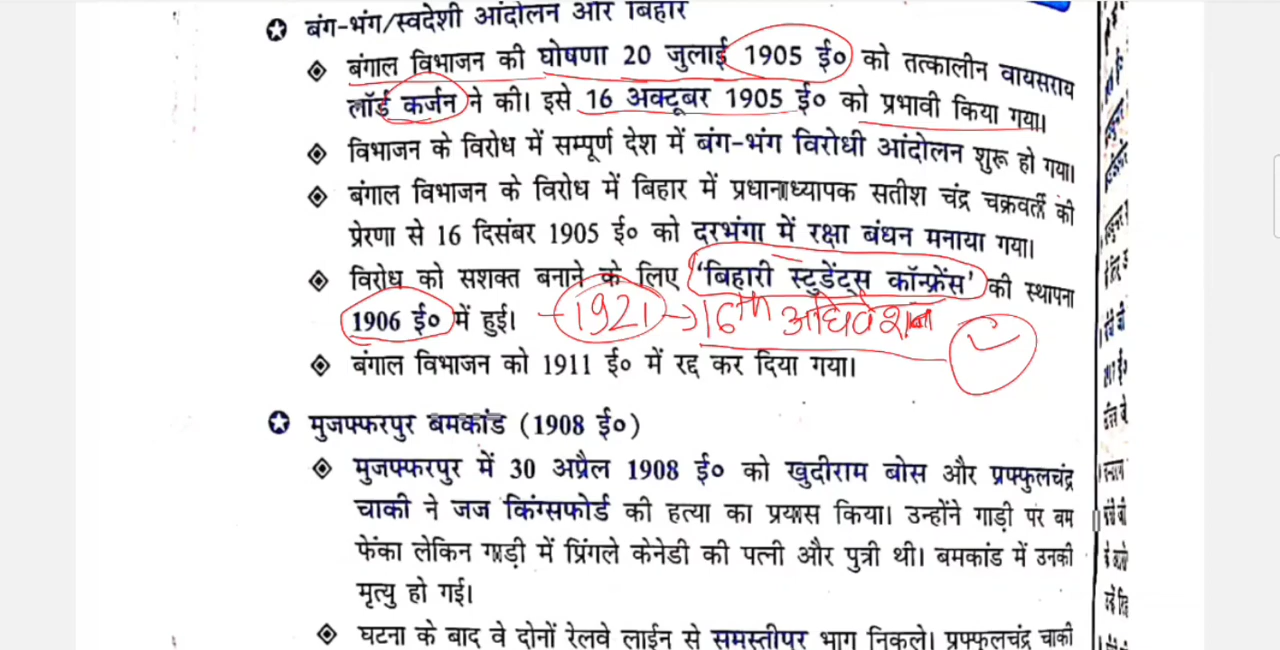 बंग-भंग/स्वदेशी आंदोलन और बिहार
बंगाल विभाजन की घोषणा 20 जुलाई 1905 ई० को तत्कालीन वायसराय
लॉर्ड कर्जन ने की। इसे 16 अक्टूबर 1905 ई० को प्रभावी किया गया।
विभाजन के विरोध में सम्पूर्ण देश में बंग-भंग विरोधी आंदोलन शुरू हो गया।
बंगाल विभाजन के विरोध में बिहार में प्रधानाध्यापक सतीश चंद्र चक्रवर्ती की
प्रेरणा से 16 दिसंबर 1905 ई० को दरभंगा में रक्षा बंधन मनाया गया।
विरोध को सशक्त बनाने के लिए 'बिहारी स्टुडेंट्स कॉन्फ्रेंस' की स्थापना
1906 ई० में हुई। 1921 → 16th अधिवेशन
बंगाल विभाजन को 1911 ई० में रद्द कर दिया गया।
मुजफ्फरपुर बमकांड (1908 ई०)
मुजफ्फरपुर में 30 अप्रैल 1908 ई० को खुदीराम बोस और प्रफ्फुलचंद्र
चाकी ने जज किंग्सफोर्ड की हत्या का प्रयास किया। उन्होंने गाड़ी पर बम
फेंका लेकिन गाड़ी में प्रिंगले केनेडी की पत्नी और पुत्री थी। बमकांड में उनकी
मृत्यु हो गई।
घटना के बाद वे दोनों रेलवे लाईन से समस्तीपुर भाग निकले। प्रफ्फुलचंद्र चाकी